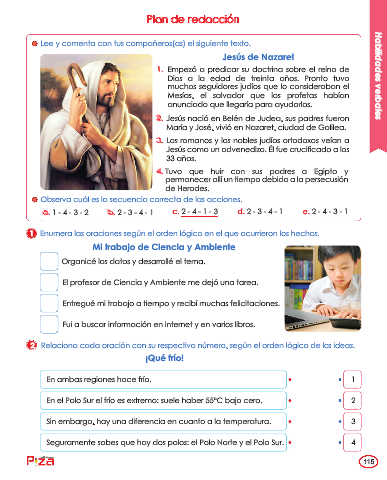 Plan de redacción
Habilidades verbales
Lee y comenta con tus compañeros(as) el siguiente texto.
Jesús de Nazaret
1. Empezó a predicar su doctrina sobre el reino de
Dios a la edad de treinta años. Pronto tuvo
muchos seguidores judíos que lo consideraban el
Mesías, el salvador que los profetas habían
anunciado que llegaría para ayudarlos.
2. Jesús nació en Belén de Judea, sus padres fueron
María y José, vivió en Nazaret, ciudad de Galilea.
3. Los romanos y los nobles judíos ortodoxos veían a
Jesús como un advenedizo. Él fue crucificado a los
33 años.
4. Tuvo que huir con sus padres a Egipto y
permanecer allí un tiempo debido a la persecución
de Herodes.
Observa cuál es la secuencia correcta de las acciones.
a. 1 - 4 - 3 - 2 b. 2 - 3 - 4 - 1 c. 2 - 4 - 1 - 3 d. 2 - 3 - 4 - 1 e. 2 - 4 - 3 - 1
1 Enumera las oraciones según el orden lógico en el que ocurrieron los hechos.
Mi trabajo de Ciencia y Ambiente
Organicé los datos y desarrollé el tema.
El profesor de Ciencia y Ambiente me dejó una tarea.
Entregué mi trabajo a tiempo y recibí muchas felicitaciones.
Fui a buscar información en internet y en varios libros.
2 Relaciona cada oración con su respectivo número, según el orden lógico de las ideas.
¡Qué frío!
En ambas regiones hace frío. 1
En el Polo Sur el frío es extremo: suele haber 55°C bajo cero. 2
Sin embargo, hay una diferencia en cuanto a la temperatura. 3
Seguramente sabes que hay dos polos: el Polo Norte y el Polo Sur. 4
Piza
115